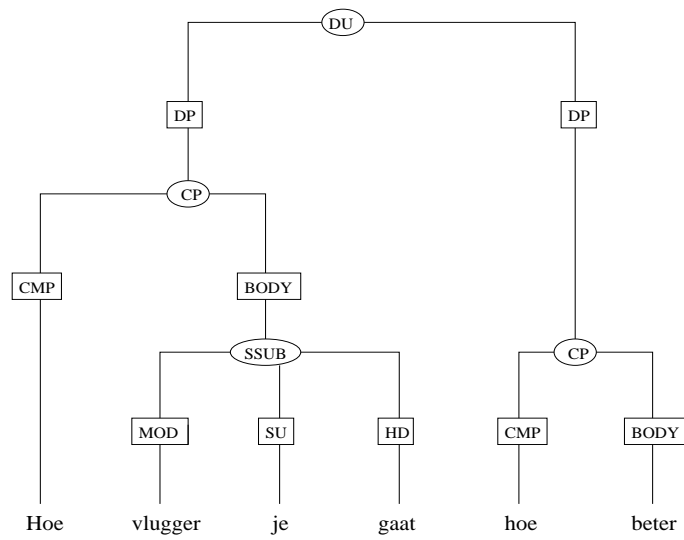 DU
DP DP
CP
CMP BODY
SSUB CP
MOD SU HD CMP BODY
Hoe vlugger je gaat hoe beter